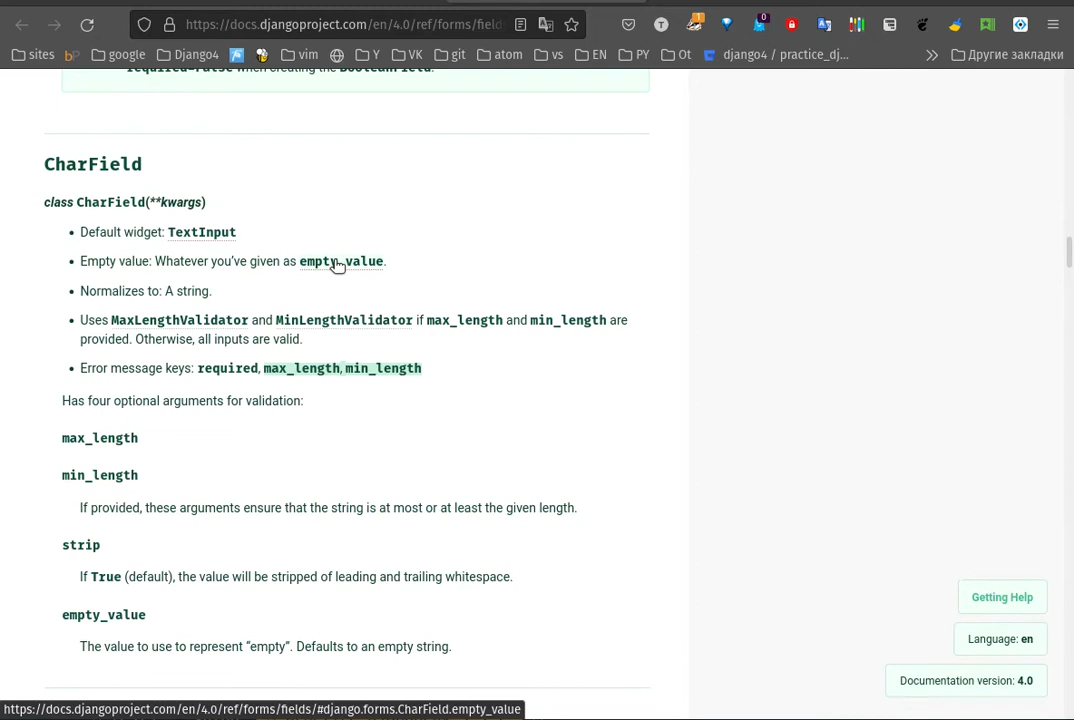 https://docs.djangoproject.com/en/4.0/ref/forms/field
sites
google
Django4
vim
Y
VK
git
atom
vs
EN
PY
Ot
django4 / practice_dj...
Другие закладки
required=False when creating the BooleanField.
CharField
class CharField(**kwargs)
• Default widget: TextInput
• Empty value: Whatever you've given as empty_value.
• Normalizes to: A string.
• Uses MaxLengthValidator and MinLengthValidator if max_length and min_length are
provided. Otherwise, all inputs are valid.
• Error message keys: required, max_length, min_length
Has four optional arguments for validation:
max_length
min_length
If provided, these arguments ensure that the string is at most or at least the given length.
strip
If True (default), the value will be stripped of leading and trailing whitespace.
empty_value
The value to use to represent “empty”. Defaults to an empty string.
Getting Help
Language: en
Documentation version: 4.0
https://docs.djangoproject.com/en/4.0/ref/forms/fields/#django.forms.CharField.empty_value